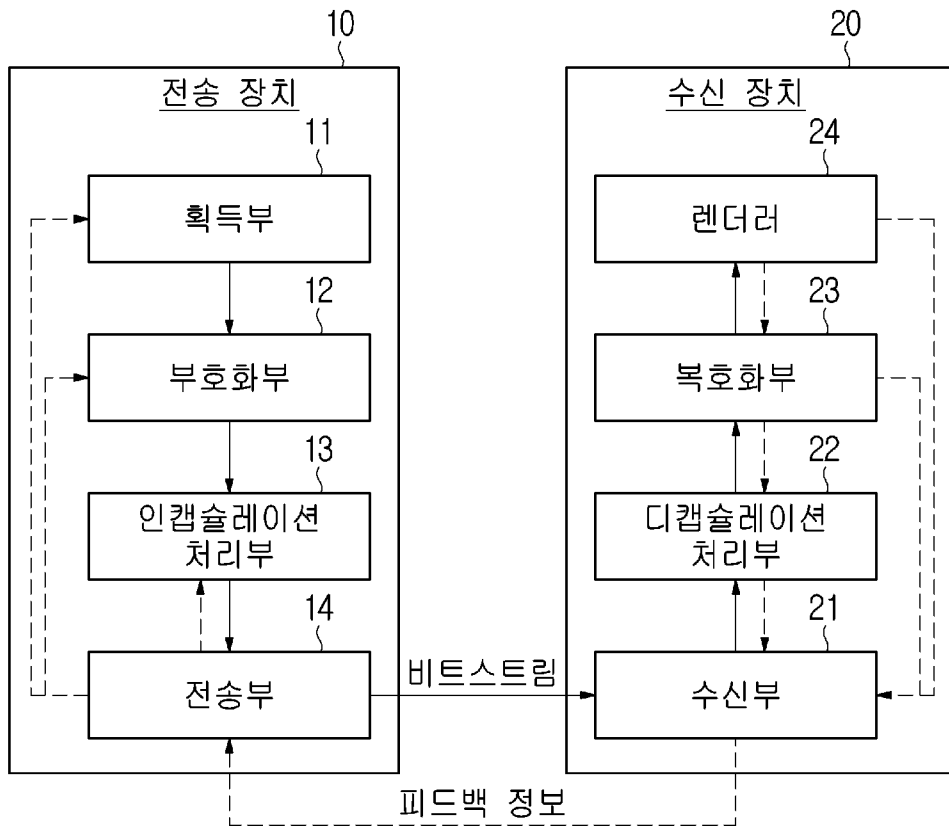 10
전송 장치
11
획득부
12
부호화부
13
인캡슐레이션
처리부
14
전송부
비트스트림
피드백 정보
20
수신 장치
24
렌더러
23
복호화부
22
디캡슐레이션
처리부
21
수신부